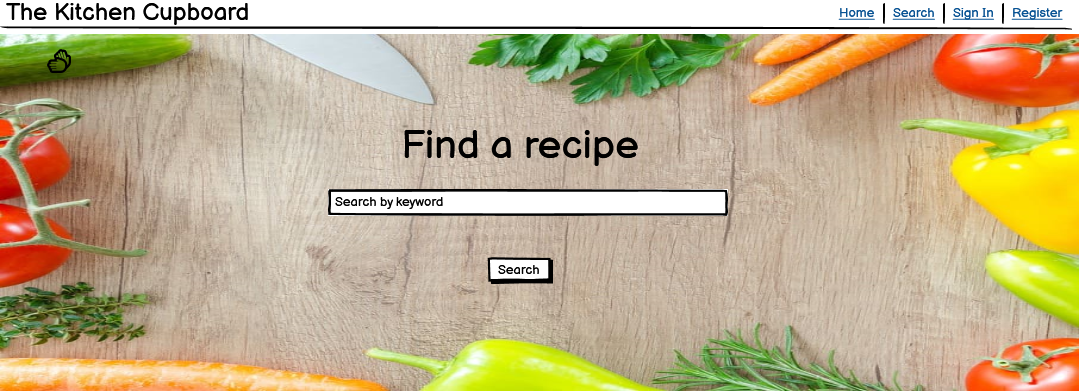 The Kitchen Cupboard
Home | Search | Sign In | Register
Find a recipe
Search by keyword
Search